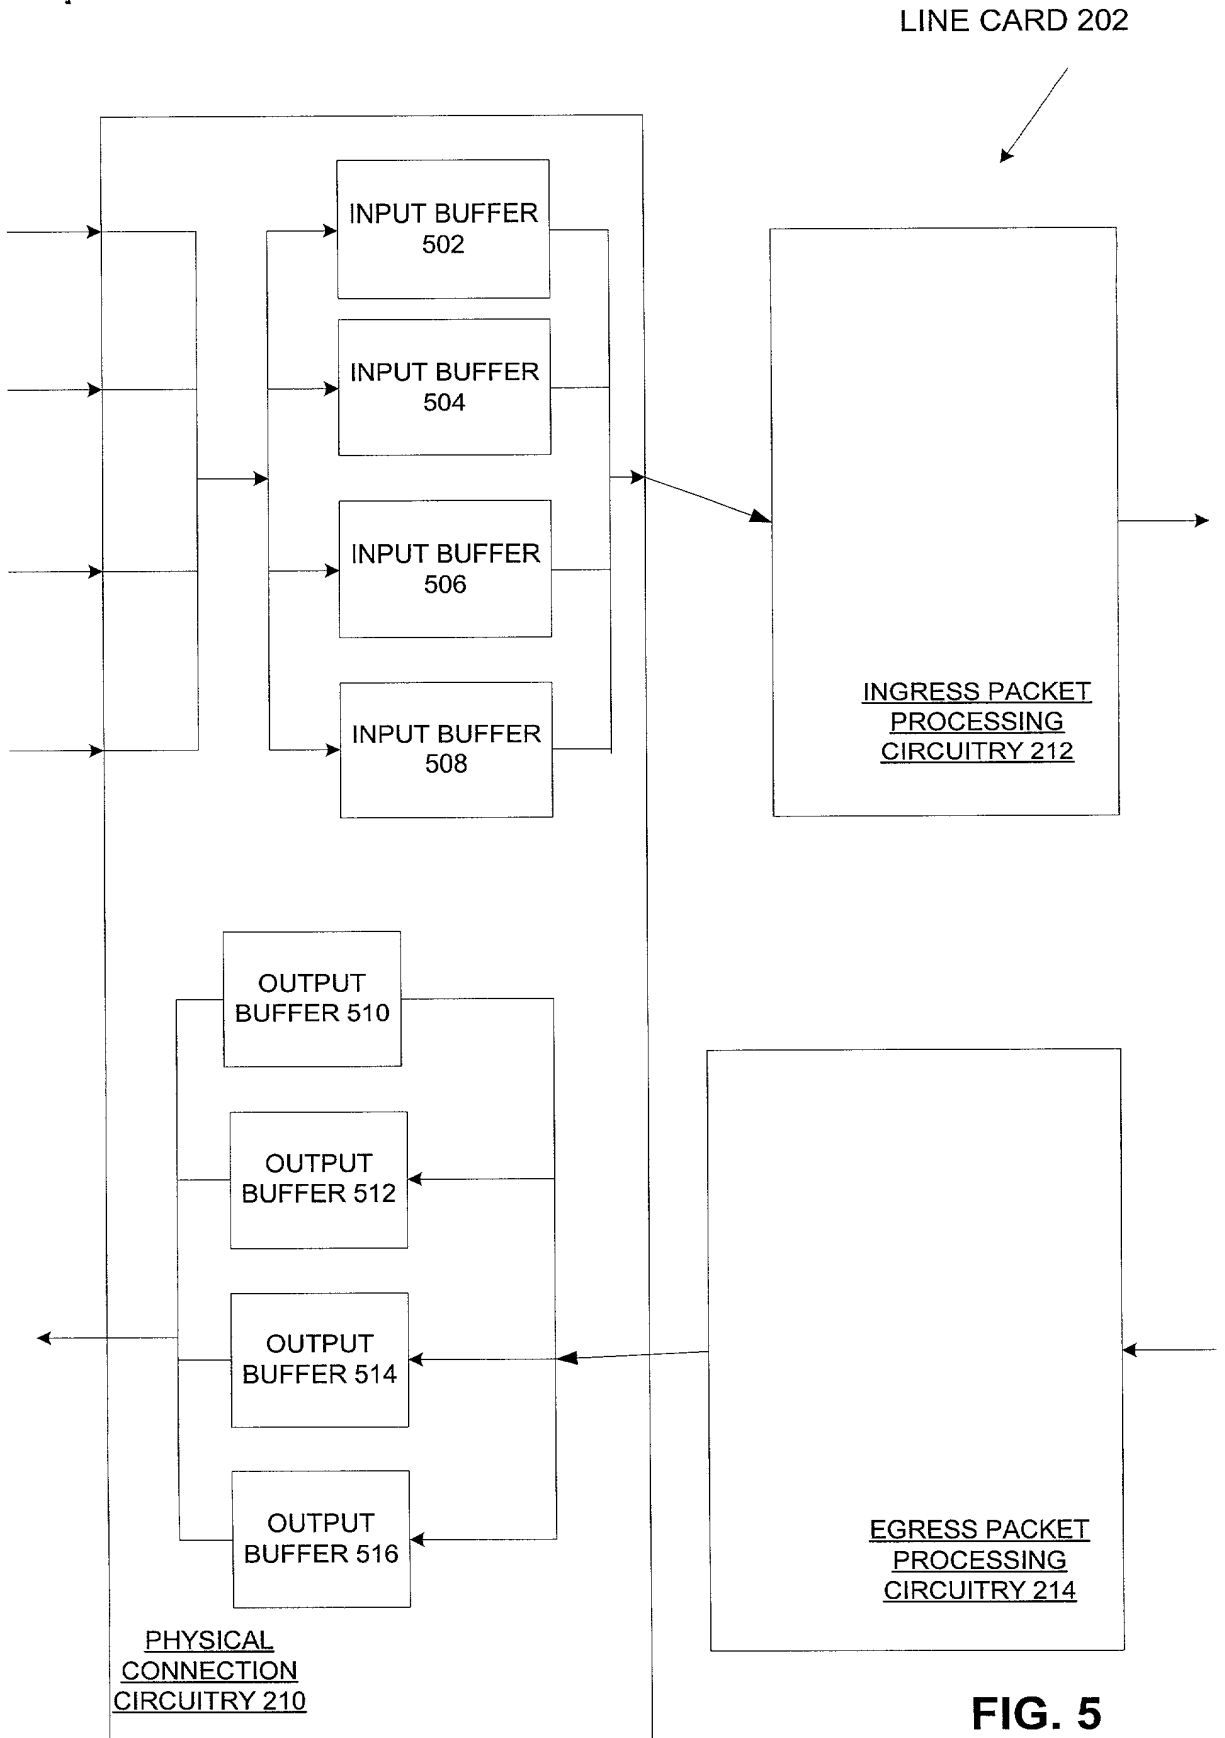 LINE CARD 202
INPUT BUFFER
502
INPUT BUFFER
504
INPUT BUFFER
506
INPUT BUFFER
508
INGRESS PACKET
PROCESSING
CIRCUITRY 212
OUTPUT
BUFFER 510
OUTPUT
BUFFER 512
OUTPUT
BUFFER 514
OUTPUT
BUFFER 516
EGRESS PACKET
PROCESSING
CIRCUITRY 214
PHYSICAL
CONNECTION
CIRCUITRY 210
FIG. 5